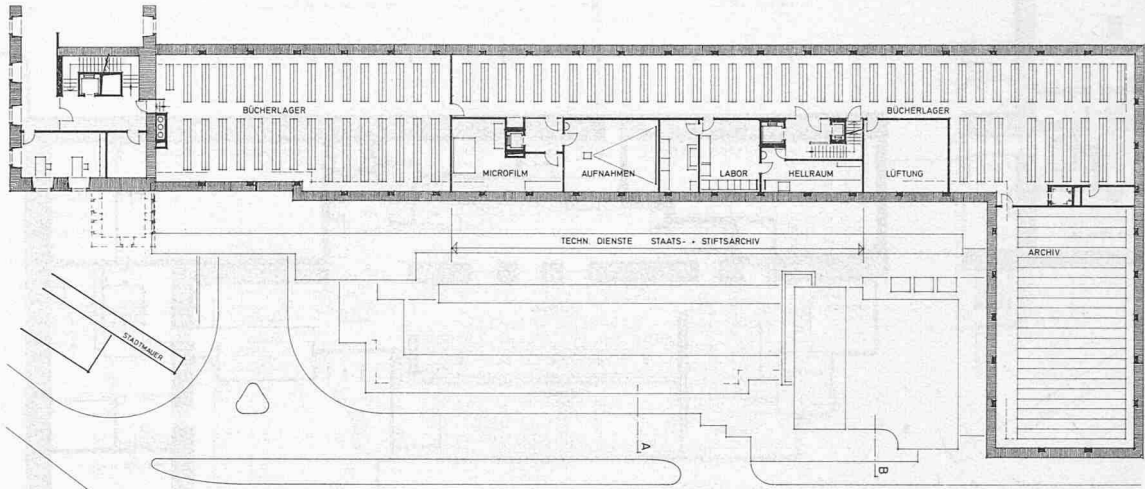 BÜCHERLAGER
BÜCHERLAGER
MICROFILM
AUFNAHMEN
LABOR
HELLRAUM
LÜFTUNG
TECHN. DIENSTE STAATS- + STIFTSARCHIV
ARCHIV
STADTMAUER
A
B